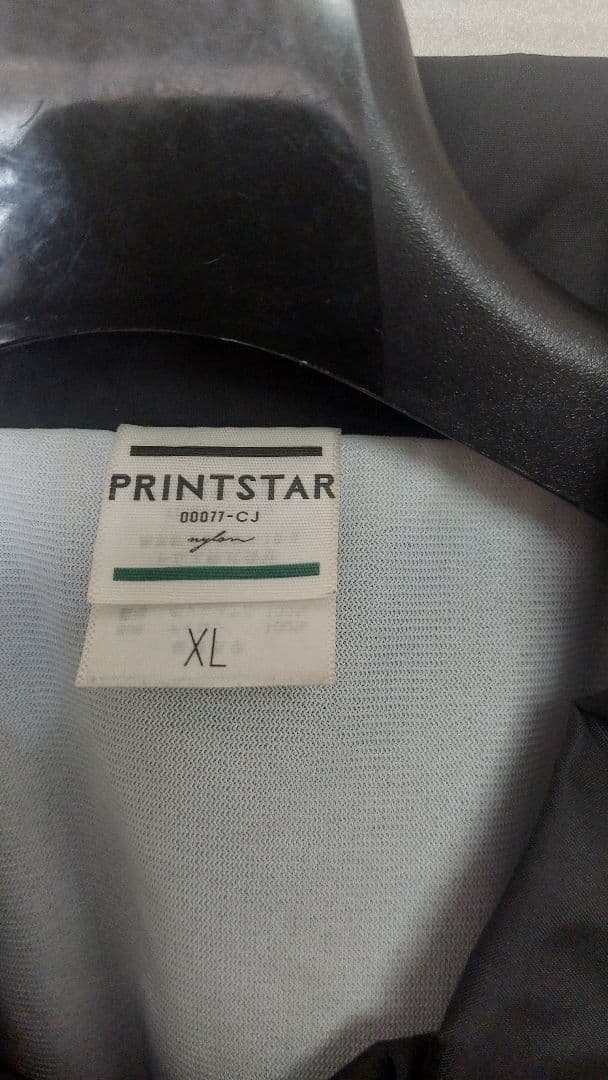 PRINTSTAR
00077-CJ
nylon
XL